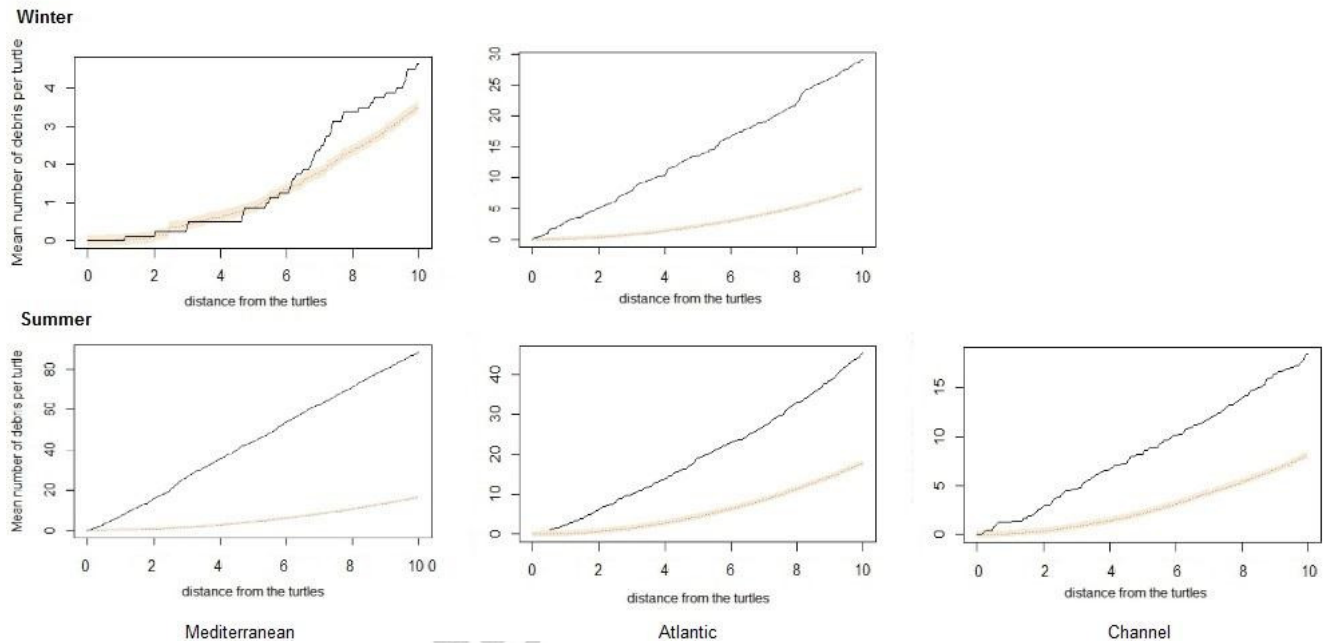 Winter
Mean number of debris per turtle
4
3
2
1
0
0 2 4 6 8 10
distance from the turtles
30
25
20
15
10
5
0
0 2 4 6 8 10
distance from the turtles
Summer
Mean number of debris per turtle
80
60
40
20
0
0 2 4 6 8 10 0
distance from the turtles
Mediterranean
40
30
20
10
0
0 2 4 6 8 10
distance from the turtles
Atlantic
15
10
5
0
0 2 4 6 8 10
distance from the turtles
Channel